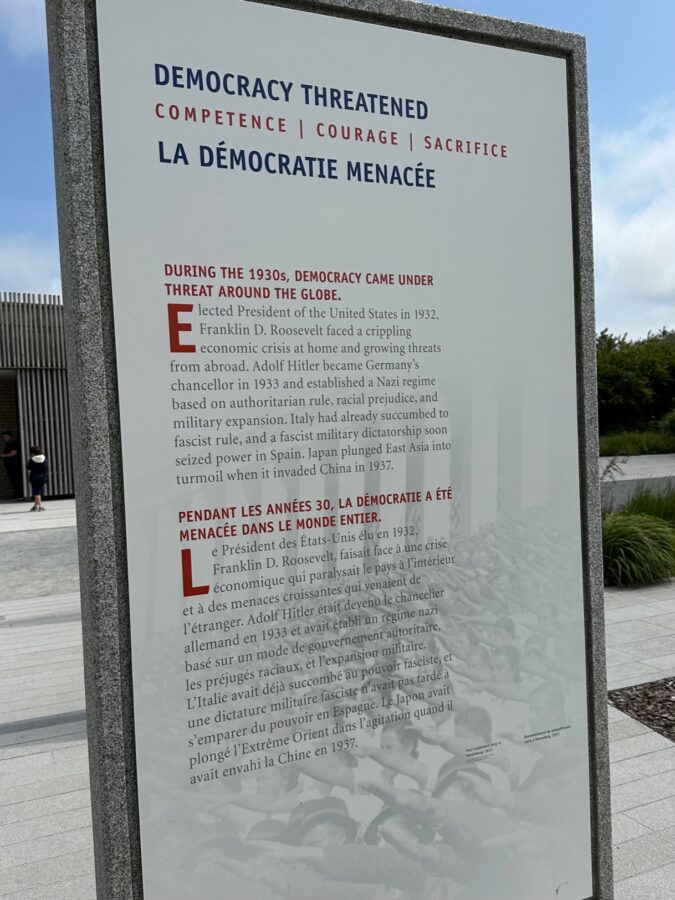 DEMOCRACY THREATENED
COMPETENCE | COURAGE | SACRIFICE
LA DÉMOCRATIE MENACÉE
DURING THE 1930s, DEMOCRACY CAME UNDER
THREAT AROUND THE GLOBE.
Elected President of the United States in 1932,
Franklin D. Roosevelt faced a crippling
economic crisis at home and growing threats
from abroad. Adolf Hitler became Germany's
chancellor in 1933 and established a Nazi regime
based on authoritarian rule, racial prejudice, and
military expansion. Italy had already succumbed to
fascist rule, and a fascist military dictatorship soon
seized power in Spain. Japan plunged East Asia into
turmoil when it invaded China in 1937.
PENDANT LES ANNÉES 30, LA DÉMOCRATIE A ÉTÉ
MENACÉE DANS LE MONDE ENTIER.
Le Président des États-Unis élu en 1932,
Franklin D. Roosevelt, faisait face à une crise
économique qui paralysait le pays à l'intérieur
et à des menaces croissantes qui venaient de
l'étranger. Adolf Hitler était devenu le chancelier
allemand en 1933 et avait établi un régime nazi
basé sur un mode de gouvernement autoritaire,
les préjugés raciaux, et l'expansion militaire.
L'Italie avait déjà succombé au pouvoir fasciste, et
une dictature militaire fasciste n'avait pas tardé à
s'emparer du pouvoir en Espagne. Le Japon avait
plongé l'Extrême Orient dans l'agitation quand il
avait envahi la Chine en 1937.